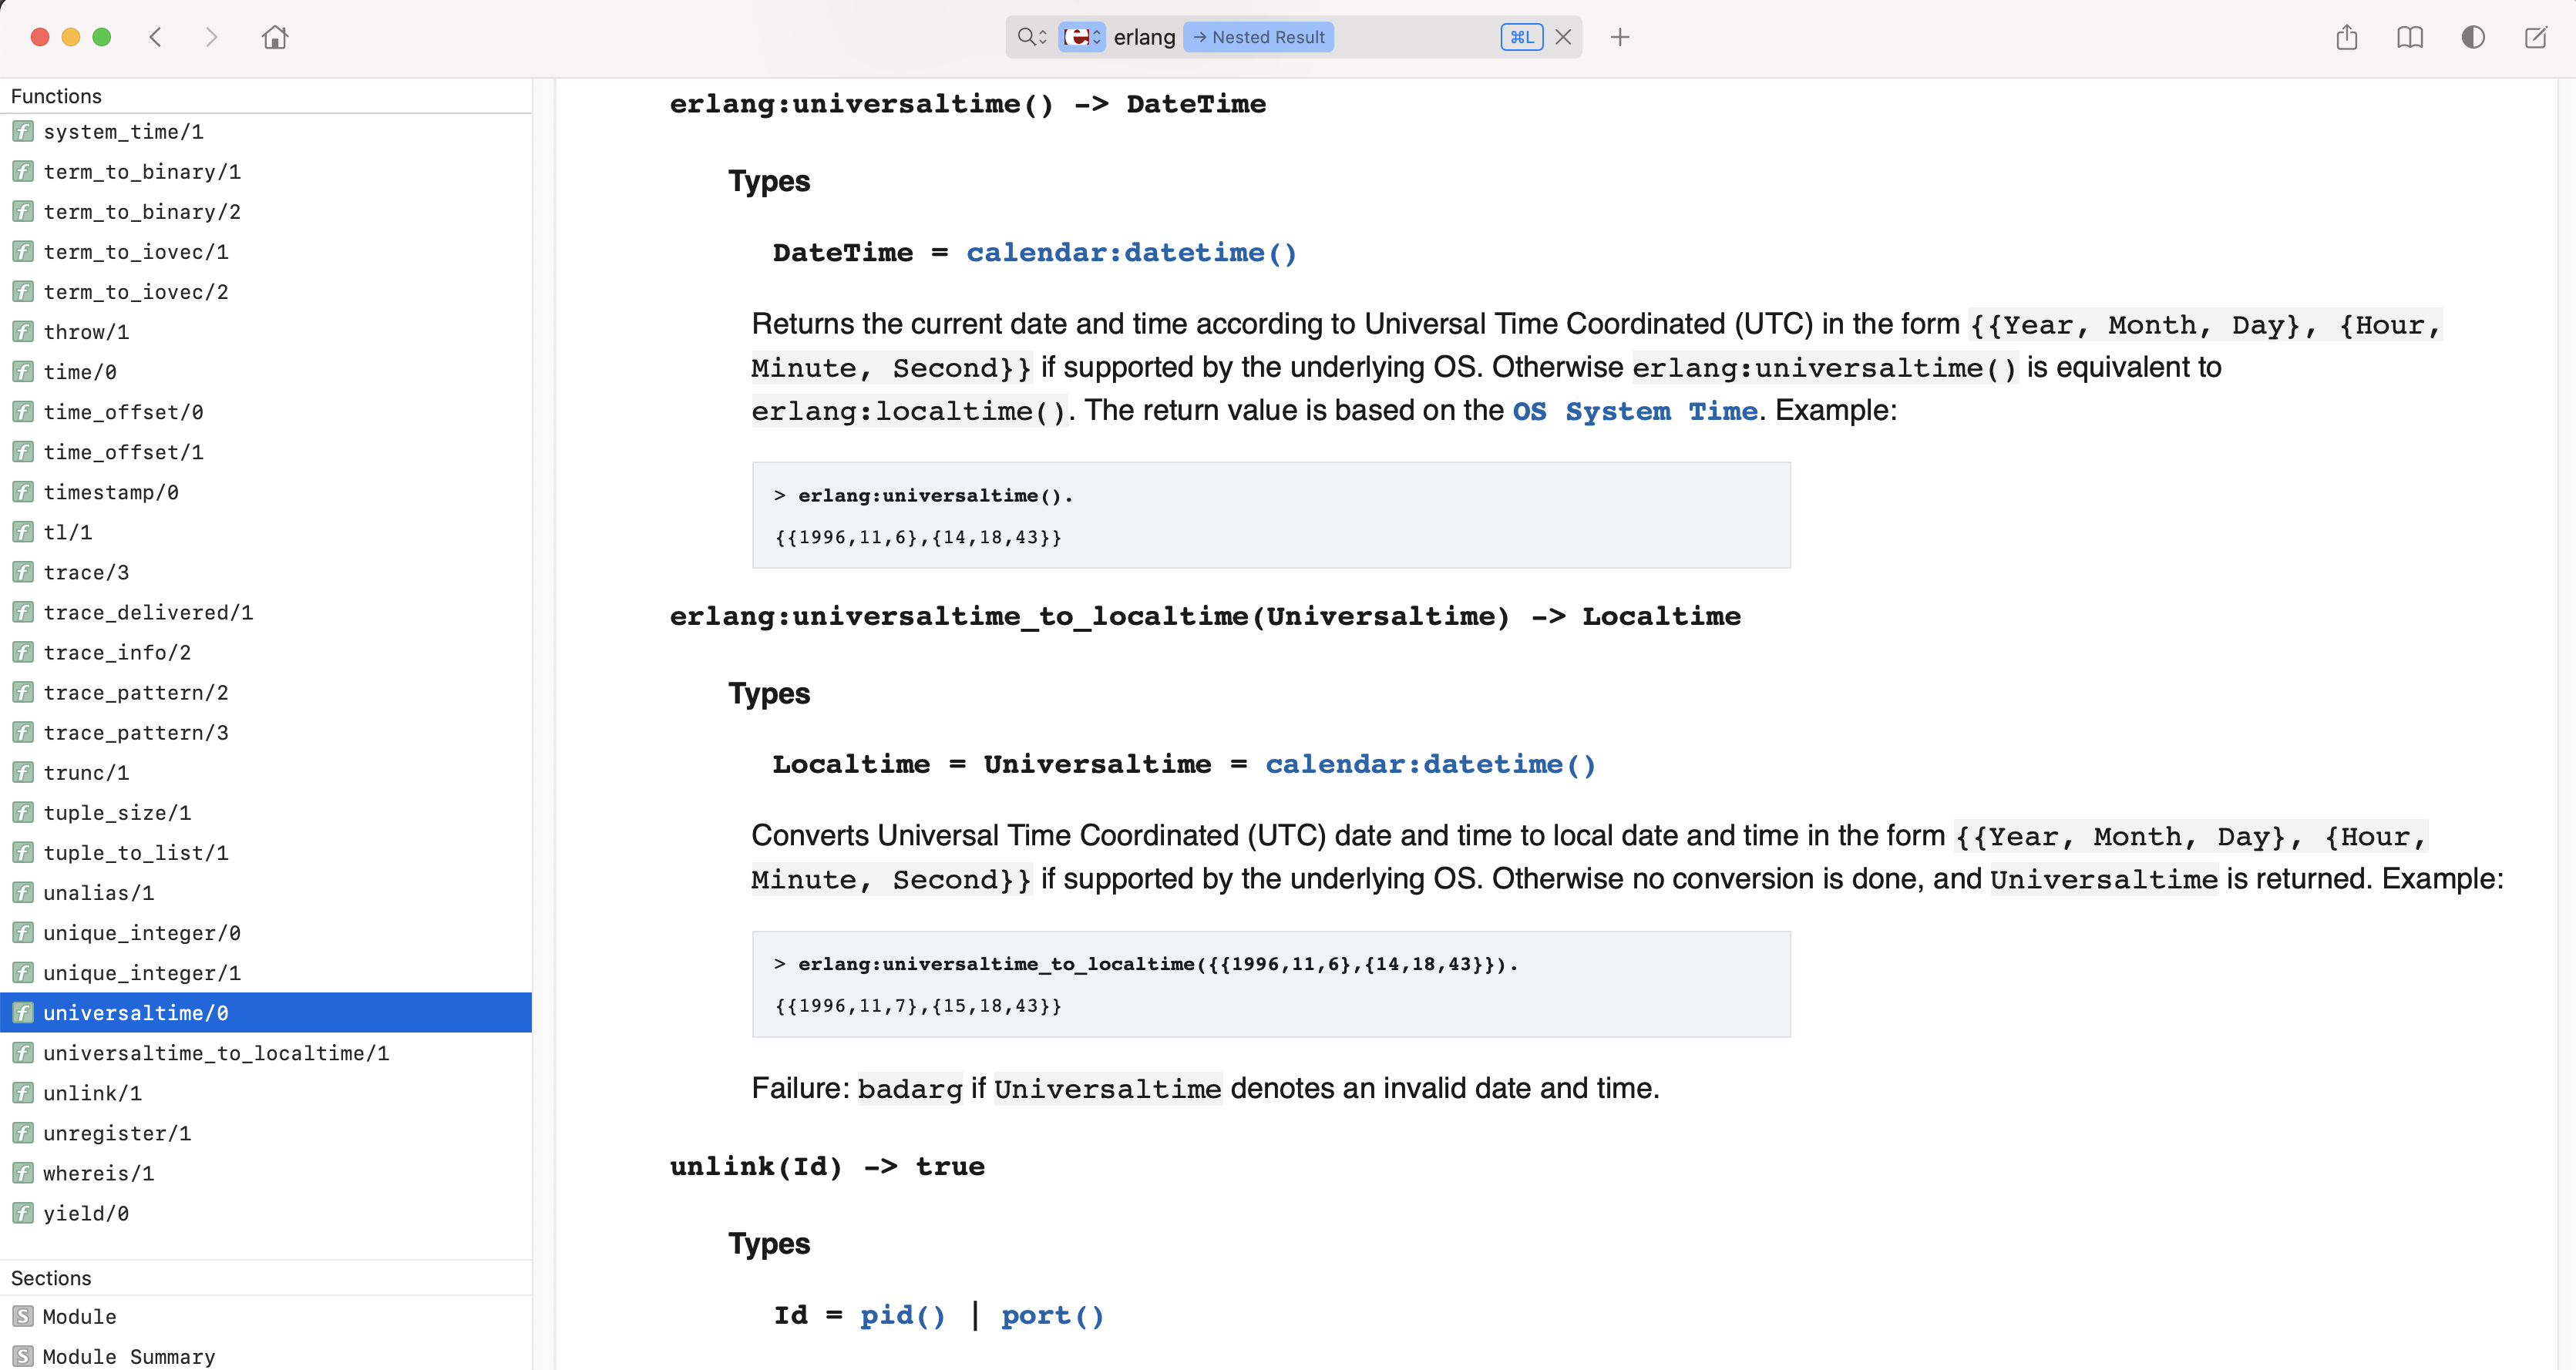 erlang → Nested Result ⌘L
Functions
system_time/1
term_to_binary/1
term_to_binary/2
term_to_iovec/1
term_to_iovec/2
throw/1
time/0
time_offset/0
time_offset/1
timestamp/0
tl/1
trace/3
trace_delivered/1
trace_info/2
trace_pattern/2
trace_pattern/3
trunc/1
tuple_size/1
tuple_to_list/1
unalias/1
unique_integer/0
unique_integer/1
universaltime/0
universaltime_to_localtime/1
unlink/1
unregister/1
whereis/1
yield/0
Sections
Module
Module Summary
erlang:universaltime() -> DateTime
Types
DateTime = calendar:datetime()
Returns the current date and time according to Universal Time Coordinated (UTC) in the form {{Year, Month, Day}, {Hour,
Minute, Second}} if supported by the underlying OS. Otherwise erlang:universaltime() is equivalent to
erlang:localtime(). The return value is based on the OS System Time. Example:
> erlang:universaltime().
{{1996,11,6},{14,18,43}}
erlang:universaltime_to_localtime(Universaltime) -> Localtime
Types
Localtime = Universaltime = calendar:datetime()
Converts Universal Time Coordinated (UTC) date and time to local date and time in the form {{Year, Month, Day}, {Hour,
Minute, Second}} if supported by the underlying OS. Otherwise no conversion is done, and Universaltime is returned. Example:
> erlang:universaltime_to_localtime({{1996,11,6},{14,18,43}}).
{{1996,11,7},{15,18,43}}
Failure: badarg if Universaltime denotes an invalid date and time.
unlink(Id) -> true
Types
Id = pid() | port()